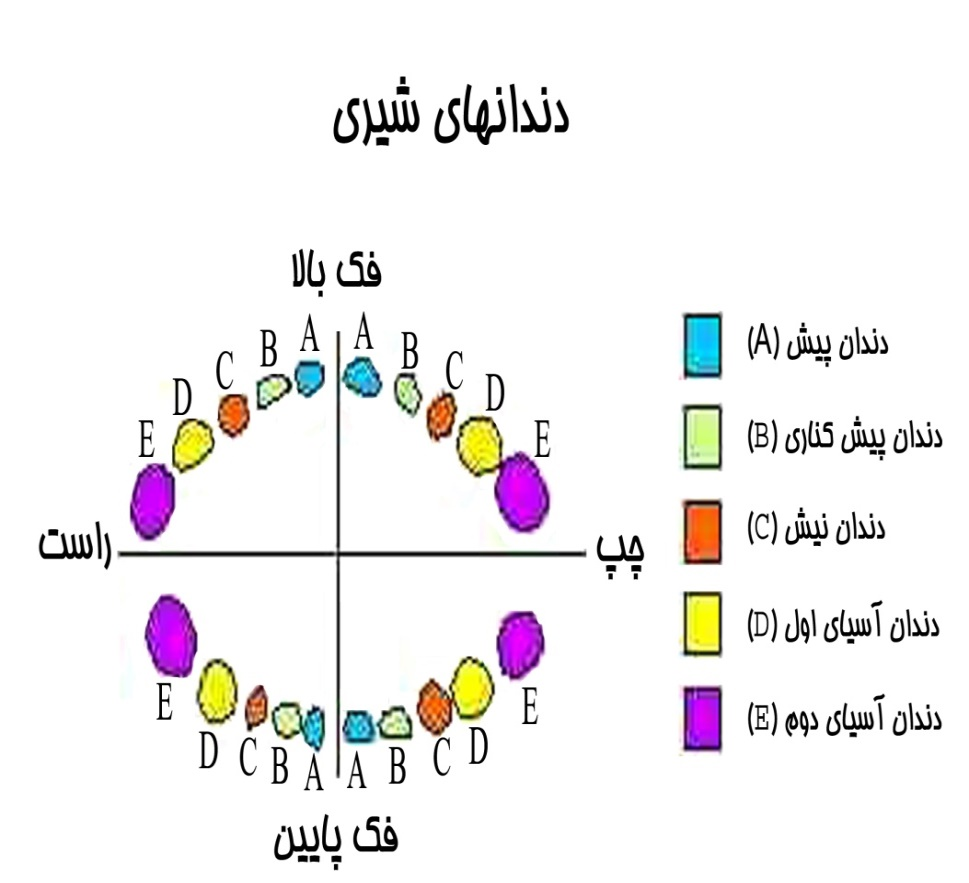 دندانهای شیری
فک بالا
A A
B B
C C
D D
E E
راست چپ
E E
D C B A A B C D
فک پایین
دندان پیش (A)
دندان پیش کناری (B)
دندان نیش (C)
دندان آسیای اول (D)
دندان آسیای دوم (E)